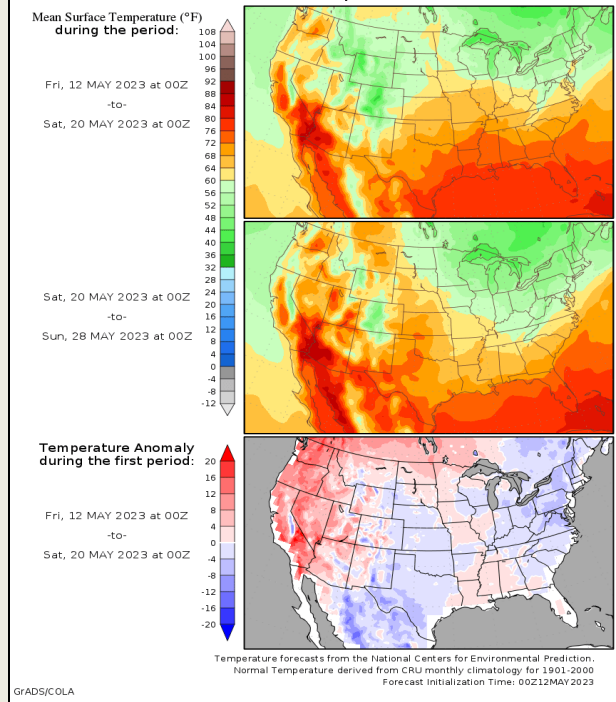 Mean Surface Temperature (°F)
during the period:
Fri, 12 MAY 2023 at 00Z
-to-
Sat, 20 MAY 2023 at 00Z
Sat, 20 MAY 2023 at 00Z
-to-
Sun, 28 MAY 2023 at 00Z
108
104
100
96
92
88
84
80
76
72
68
64
60
56
52
48
44
40
36
32
28
24
20
16
12
8
4
0
-4
-8
-12
Temperature Anomaly
during the first period:
Fri, 12 MAY 2023 at 00Z
-to-
Sat, 20 MAY 2023 at 00Z
20
16
12
8
4
0
-4
-8
-12
-16
-20
Temperature forecasts from the National Centers for Environmental Prediction.
Normal Temperature derived from CRU monthly climatology for 1901-2000
Forecast Initialization Time: 00Z12MAY2023
GrADS/COLA